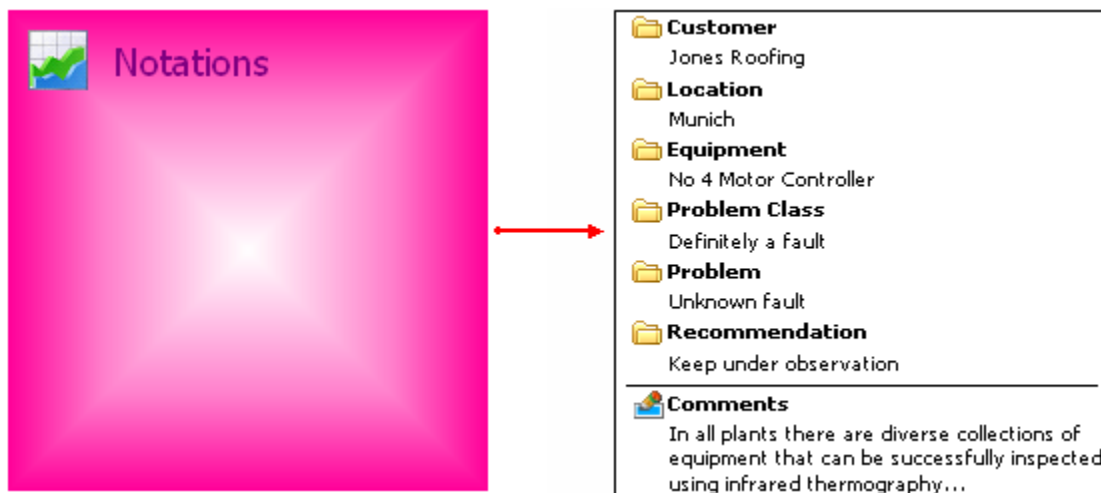 Notations
Customer
Jones Roofing
Location
Munich
Equipment
No 4 Motor Controller
Problem Class
Definitely a fault
Problem
Unknown fault
Recommendation
Keep under observation
Comments
In all plants there are diverse collections of
equipment that can be successfully inspected
using infrared thermography...